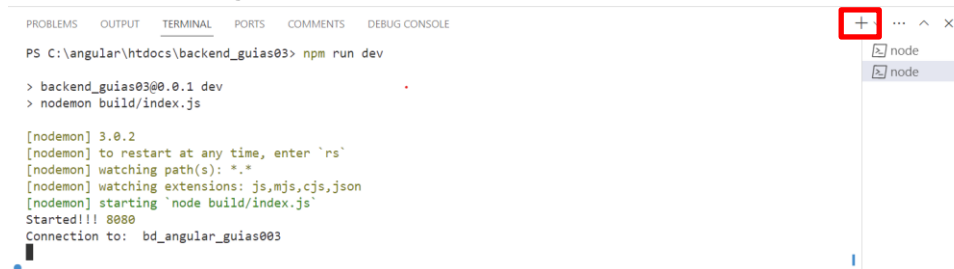 PROBLEMS OUTPUT TERMINAL PORTS COMMENTS DEBUG CONSOLE
PS C:\angular\htdocs\backend_guias03> npm run dev
node
node
> backend_guias03@0.0.1 dev
> nodemon build/index.js
[nodemon] 3.0.2
[nodemon] to restart at any time, enter `rs`
[nodemon] watching path(s): *.*
[nodemon] watching extensions: js,mjs,cjs,json
[nodemon] starting `node build/index.js`
Started!!! 8080
Connection to:  bd_angular_guias003